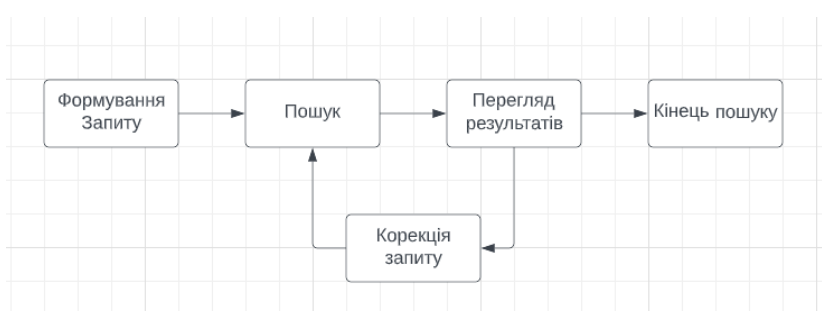 Формування
Запиту
Пошук
Перегляд
результатів
Кінець пошуку
Корекція
запиту